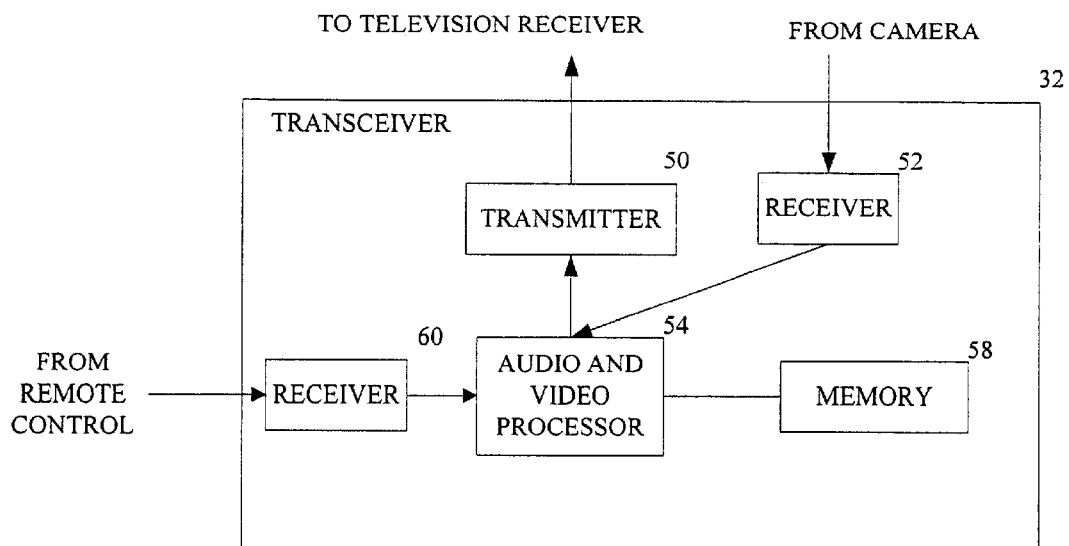 TO TELEVISION RECEIVER
FROM CAMERA
32
TRANSCEIVER
50
52
TRANSMITTER
RECEIVER
60
54
58
FROM
REMOTE
CONTROL
RECEIVER
AUDIO AND
VIDEO
PROCESSOR
MEMORY